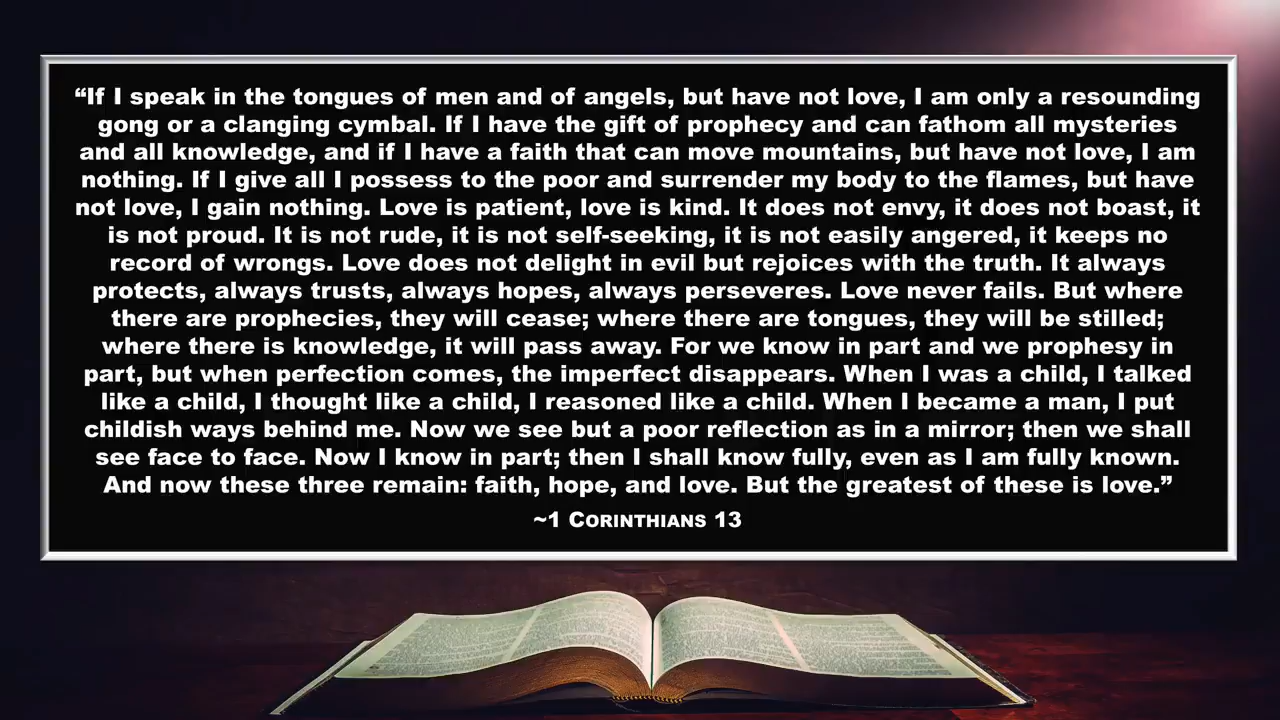 “If I speak in the tongues of men and of angels, but have not love, I am only a resounding
gong or a clanging cymbal. If I have the gift of prophecy and can fathom all mysteries
and all knowledge, and if I have a faith that can move mountains, but have not love, I am
nothing. If I give all I possess to the poor and surrender my body to the flames, but have
not love, I gain nothing. Love is patient, love is kind. It does not envy, it does not boast, it
is not proud. It is not rude, it is not self-seeking, it is not easily angered, it keeps no
record of wrongs. Love does not delight in evil but rejoices with the truth. It always
protects, always trusts, always hopes, always perseveres. Love never fails. But where
there are prophecies, they will cease; where there are tongues, they will be stilled;
where there is knowledge, it will pass away. For we know in part and we prophesy in
part, but when perfection comes, the imperfect disappears. When I was a child, I talked
like a child, I thought like a child, I reasoned like a child. When I became a man, I put
childish ways behind me. Now we see but a poor reflection as in a mirror; then we shall
see face to face. Now I know in part; then I shall know fully, even as I am fully known.
And now these three remain: faith, hope, and love. But the greatest of these is love.”
~1 CORINTHIANS 13